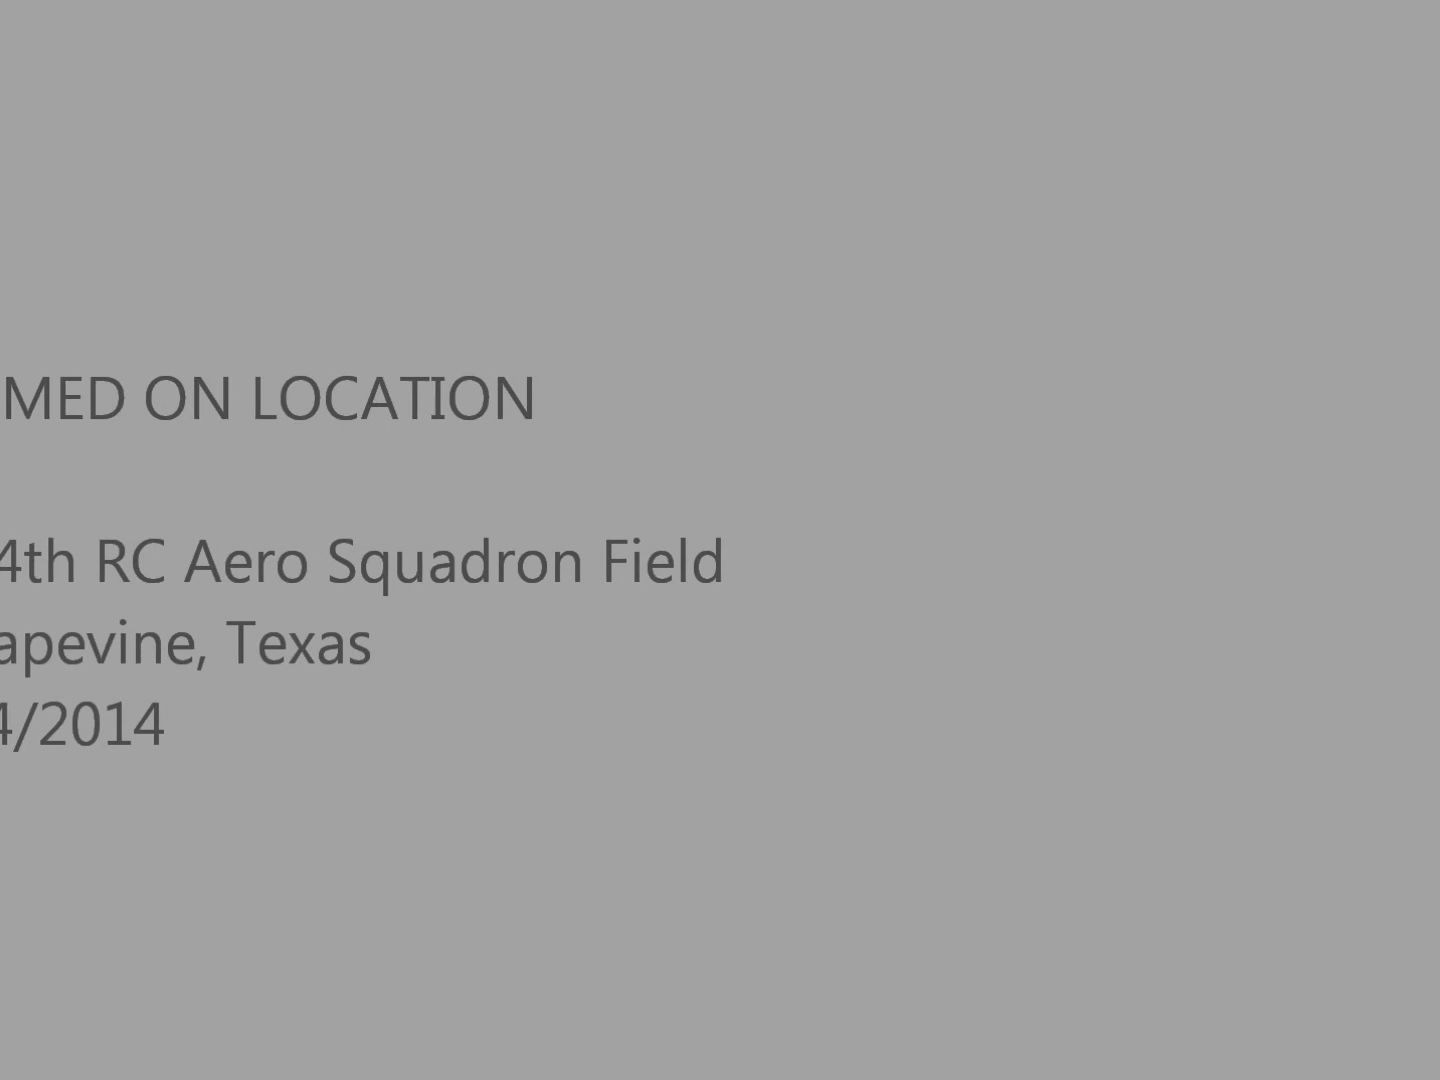 MED ON LOCATION
4th RC Aero Squadron Field
apevine, Texas
4/2014